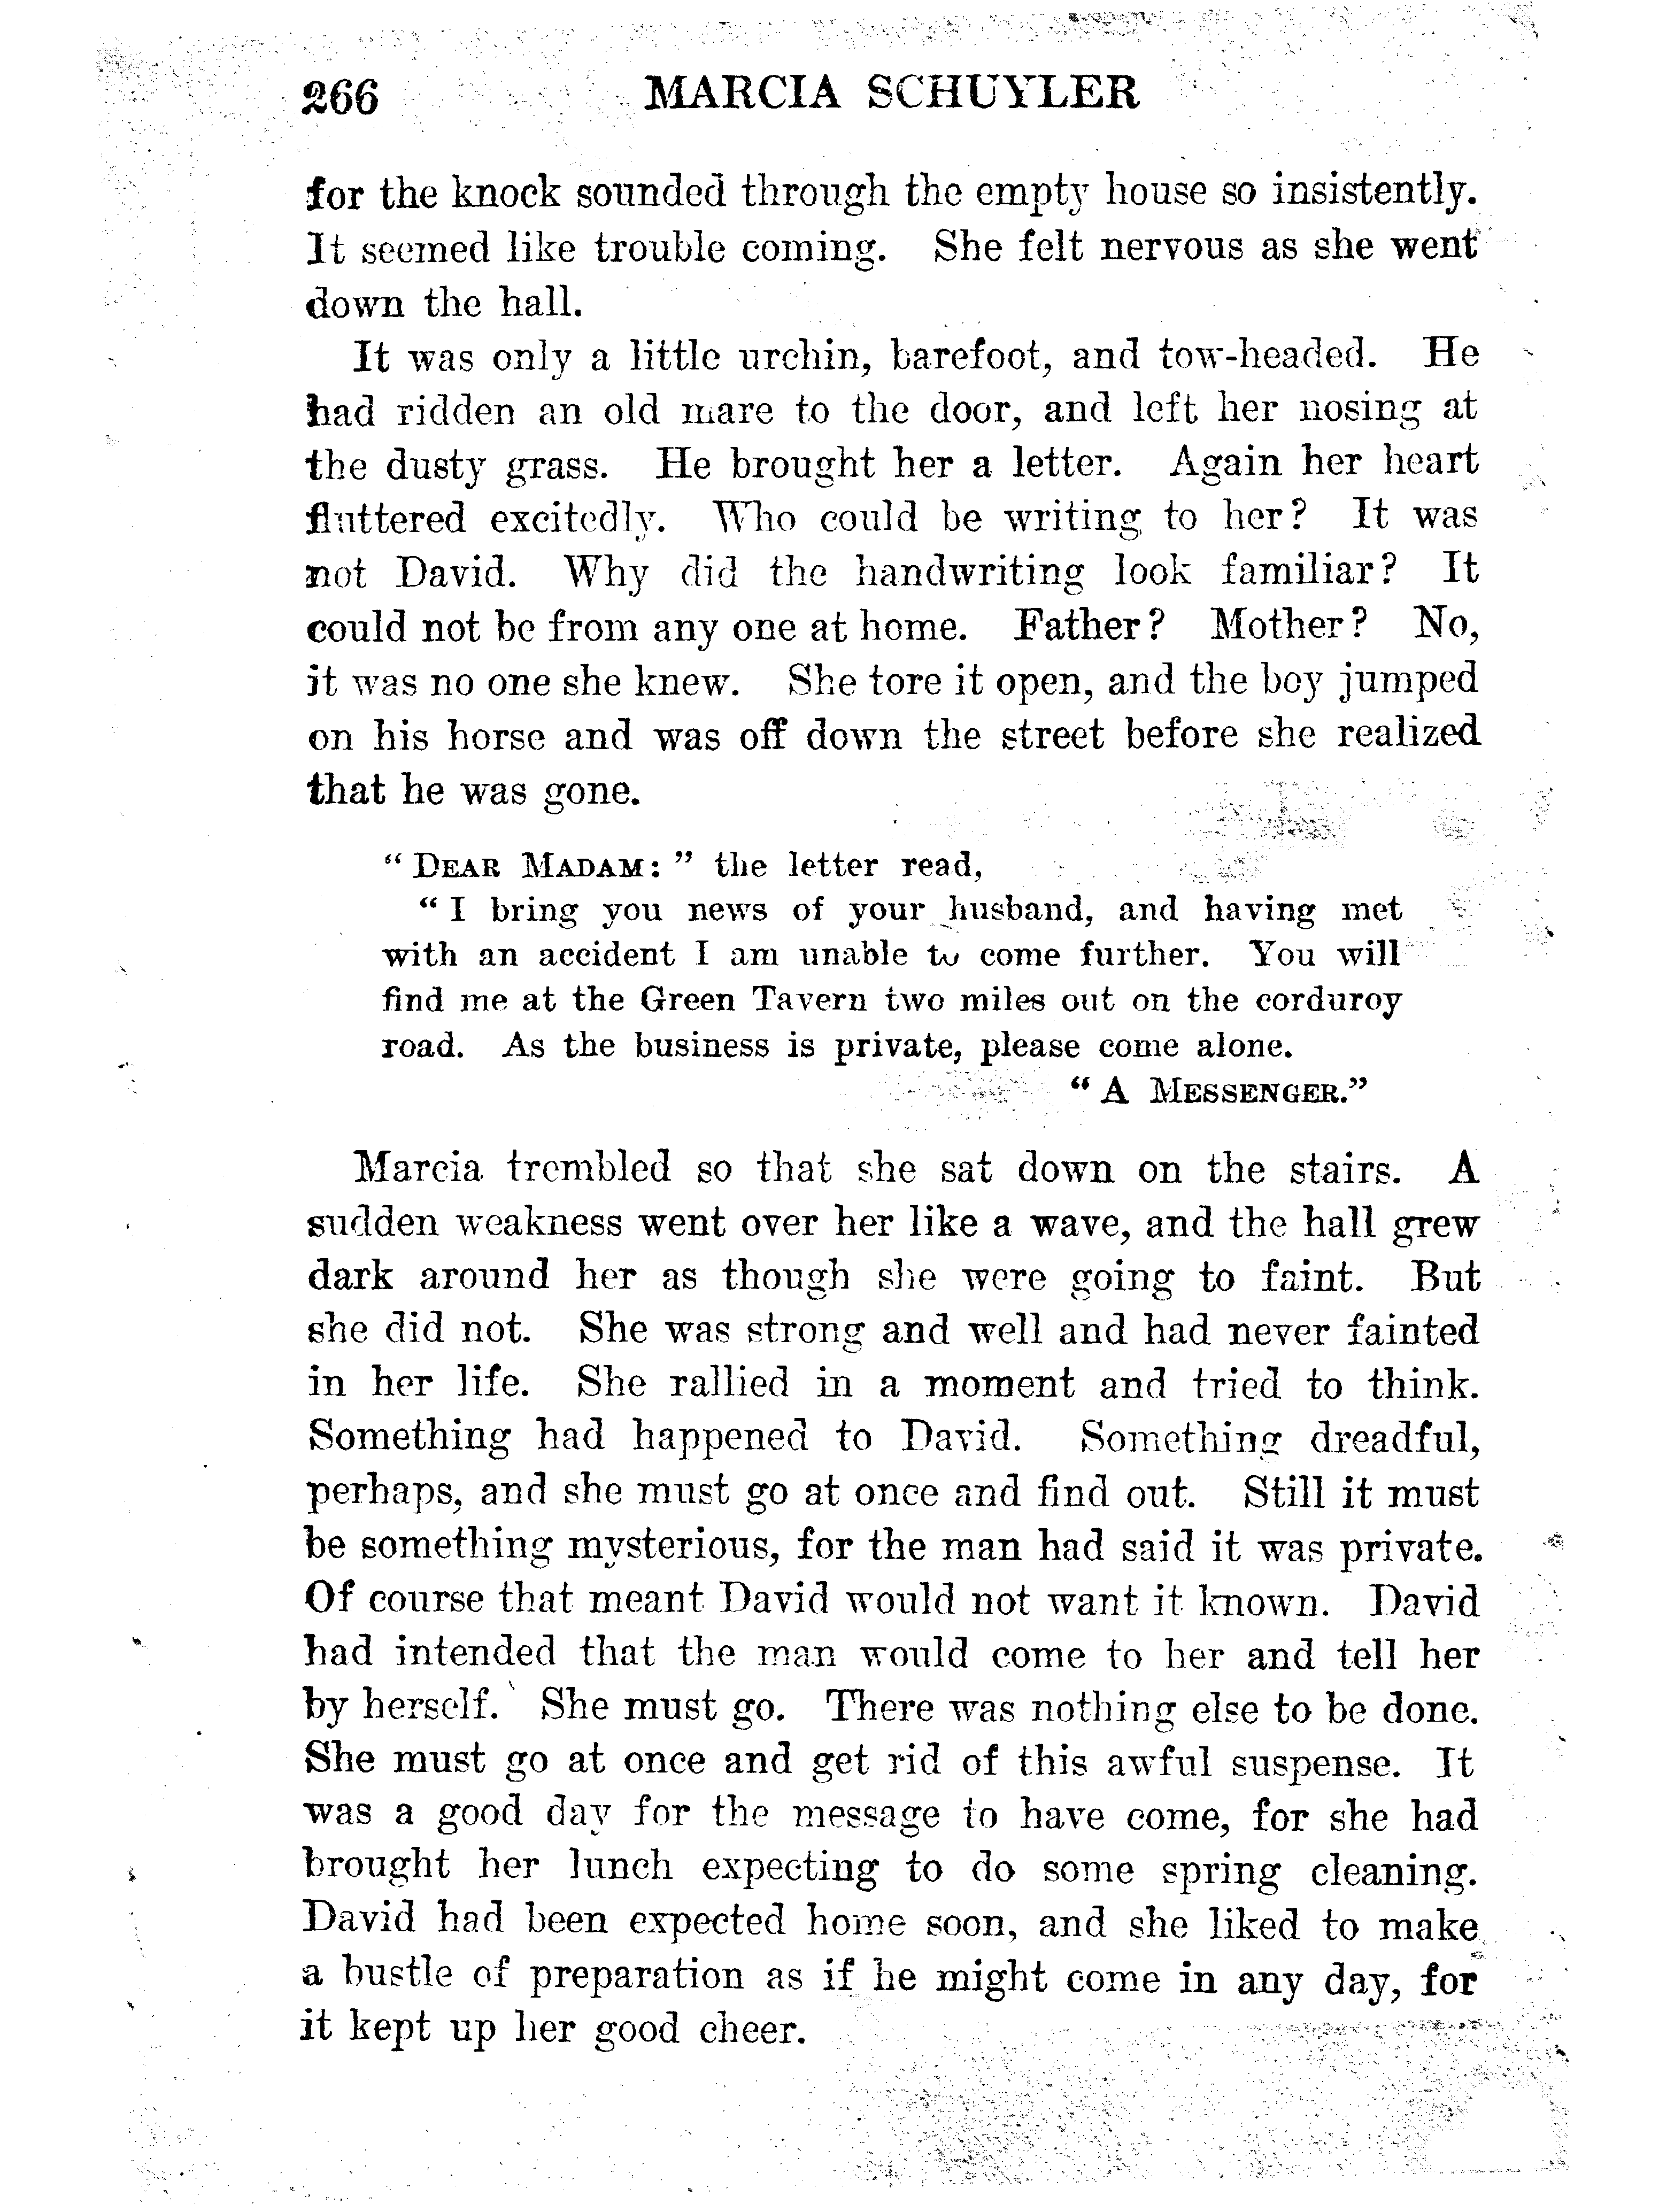 266 MARCIA SCHUYLER
for the knock sounded through the empty house so insistently.
It seemed like trouble coming. She felt nervous as she went
down the hall.
It was only a little urchin, barefoot, and tow-headed. He
had ridden an old mare to the door, and left her nosing at
the dusty grass. He brought her a letter. Again her heart
fluttered excitedly. Who could be writing to her? It was
not David. Why did the handwriting look familiar? It
could not be from any one at home. Father? Mother? No,
it was no one she knew. She tore it open, and the boy jumped
on his horse and was off down the street before she realized
that he was gone.
“ DEAR MADAM: ” the letter read,
“ I bring you news of your husband, and having met
with an accident I am unable to come further. You will
find me at the Green Tavern two miles out on the corduroy
road. As the business is private, please come alone.
“ A MESSENGER.”
Marcia trembled so that she sat down on the stairs. A
sudden weakness went over her like a wave, and the hall grew
dark around her as though she were going to faint. But
she did not. She was strong and well and had never fainted
in her life. She rallied in a moment and tried to think.
Something had happened to David. Something dreadful,
perhaps, and she must go at once and find out. Still it must
be something mysterious, for the man had said it was private.
Of course that meant David would not want it known. David
had intended that the man would come to her and tell her
by herself. She must go. There was nothing else to be done.
She must go at once and get rid of this awful suspense. It
was a good day for the message to have come, for she had
brought her lunch expecting to do some spring cleaning.
David had been expected home soon, and she liked to make
a bustle of preparation as if he might come in any day, for
it kept up her good cheer.